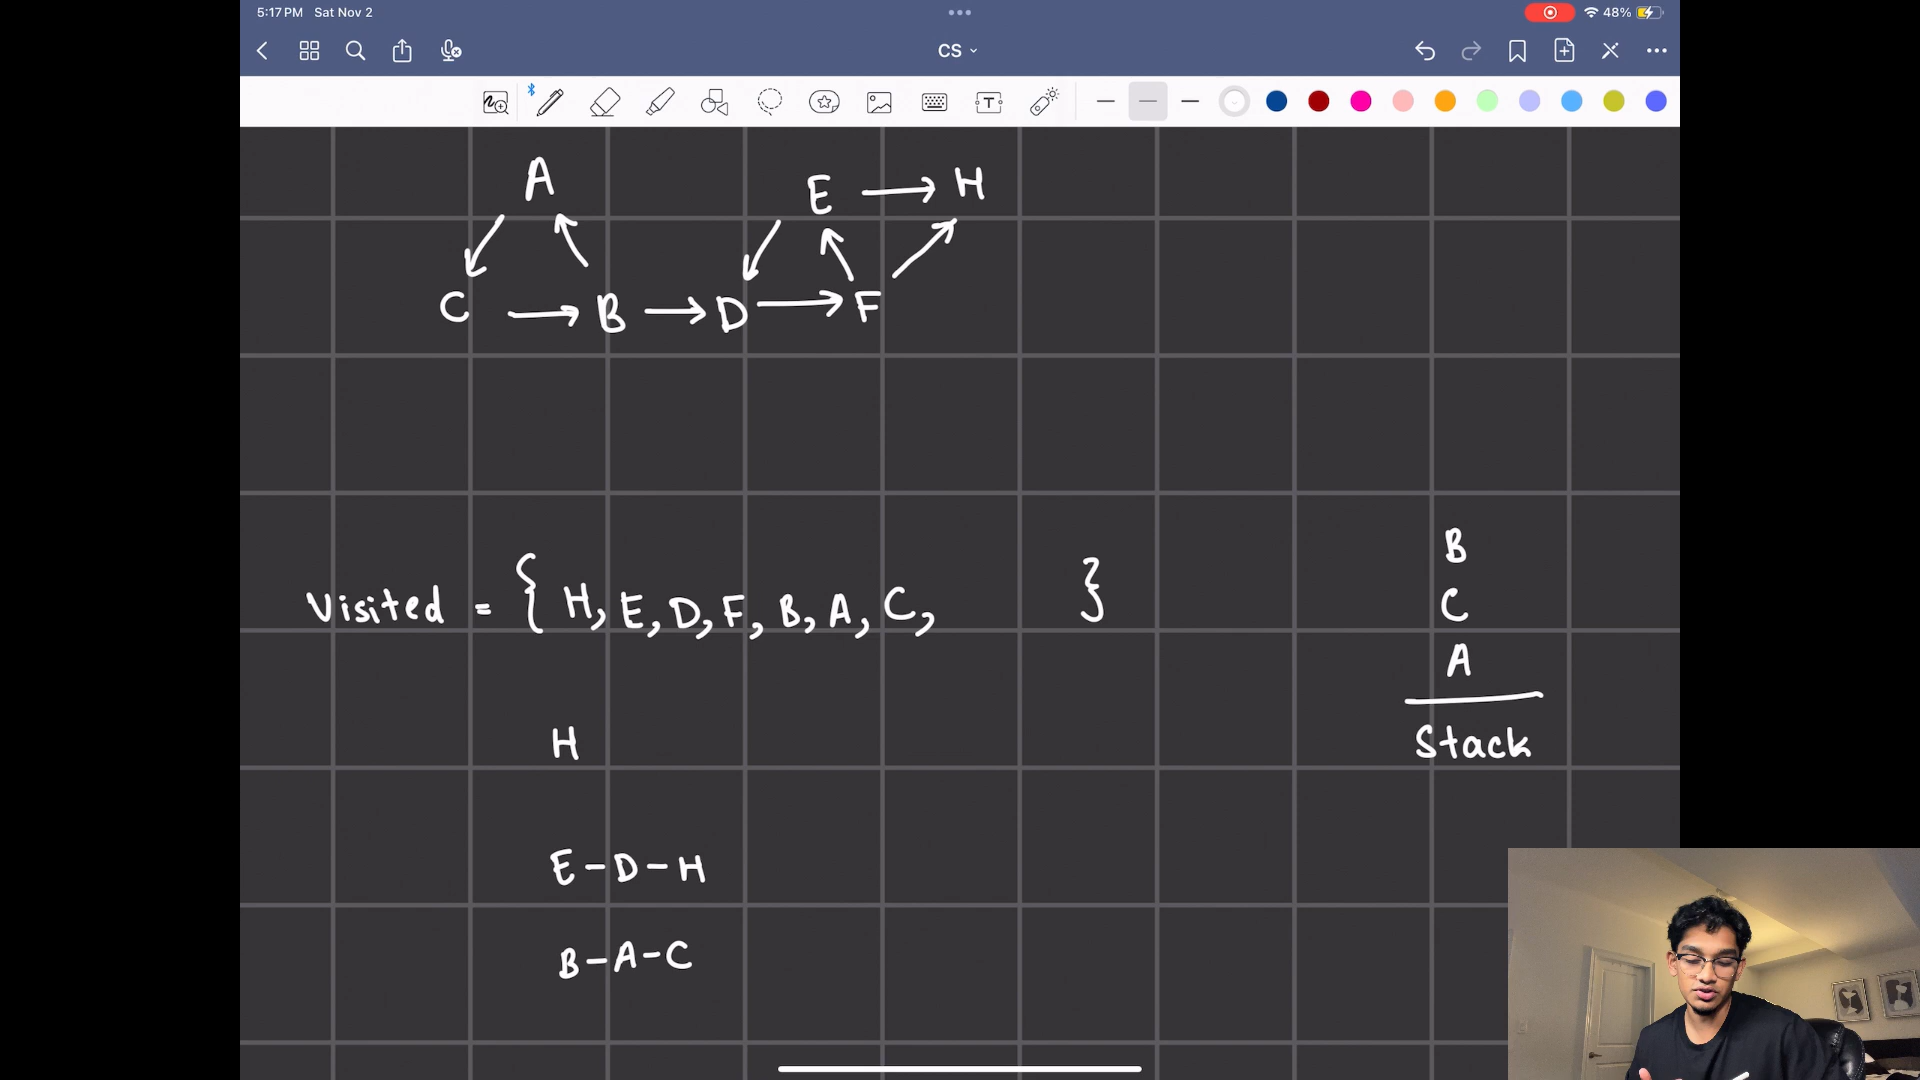 5:17 PM Sat Nov 2
48%
CS
A
E → H
C → B → D → F
B
C
Visited = { H, E, D, F, B, A, C, }
A
H
Stack
E-D-H
B-A-C